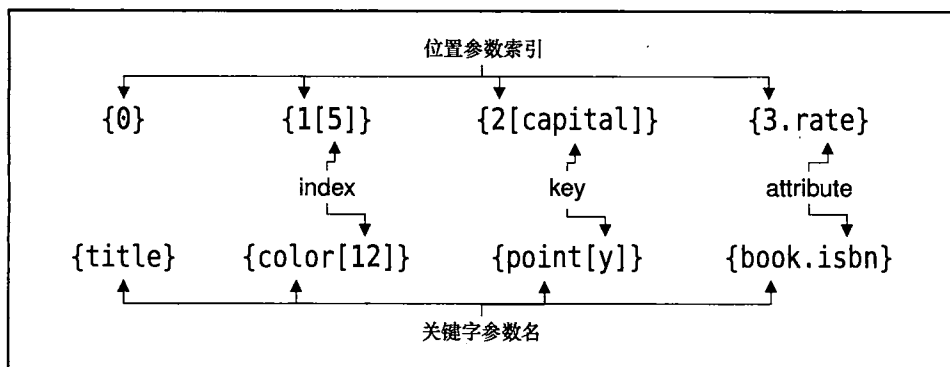 位置参数索引
{0} {1[5]} {2[capital]} {3.rate}
index key attribute
{title} {color[12]} {point[y]} {book.isbn}
关键字参数名